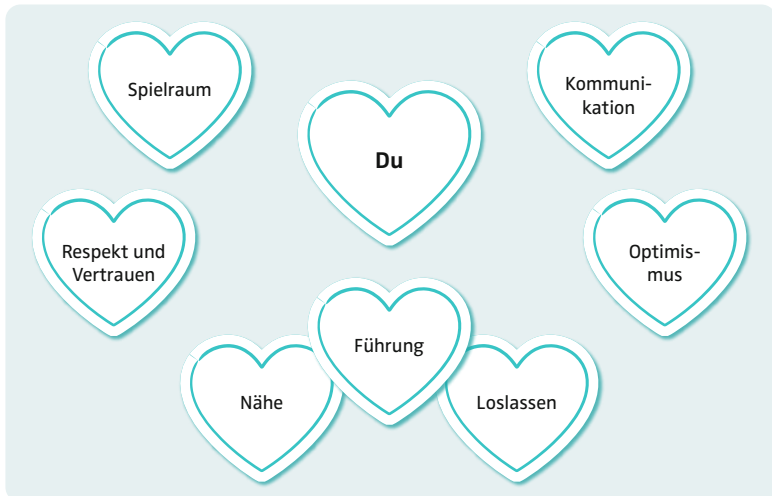 Spielraum
Kommuni-
kation
Du
Respekt und
Vertrauen
Optimis-
mus
Führung
Nähe
Loslassen